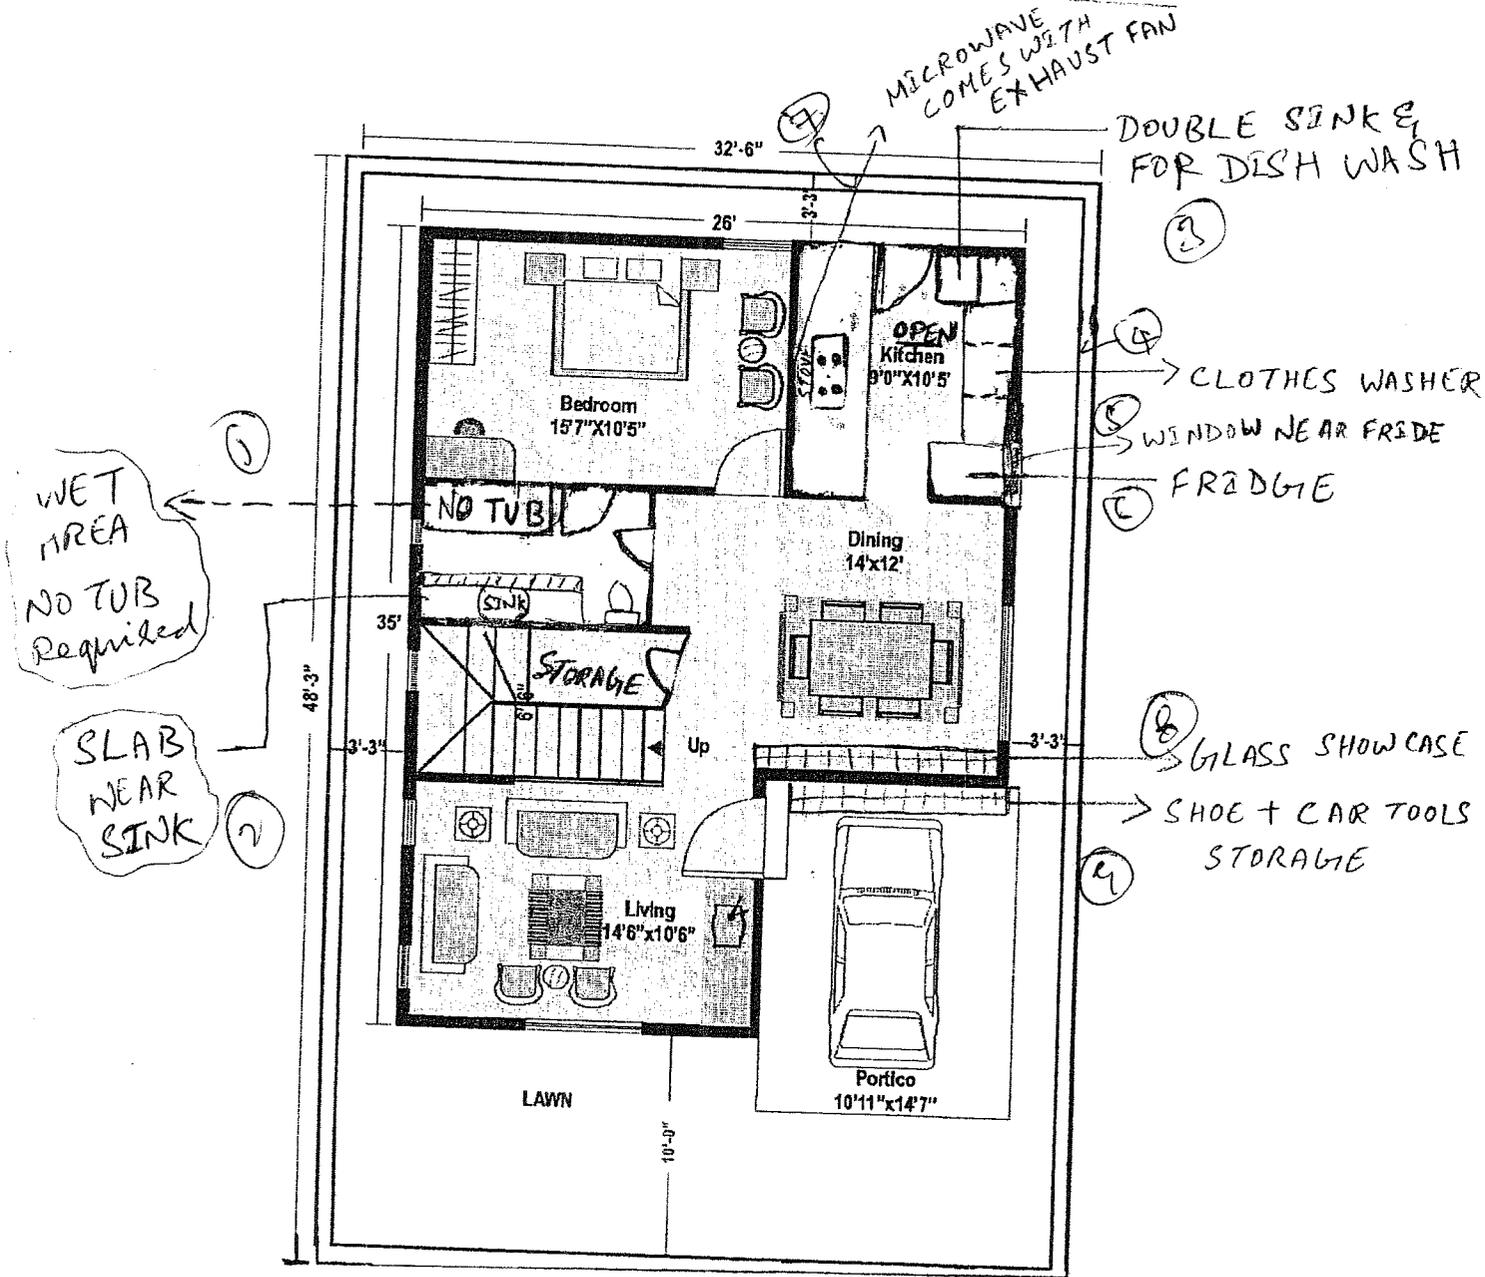 MICROWAVE
COMES WITH
EXHAUST FAN
7
DOUBLE SINK &
FOR DISH WASH
3
32'-6"
3'-3"
26'
OPEN
Kitchen
9'0"X10'5'
STOVE
4
CLOTHES WASHER
5
WINDOW NEAR FRIDE
FRIDGE
Bedroom
15'7"X10'5"
1
WET
AREA
NO TUB
Required
NO TUB
Dining
14'x12'
SINK
35'
STORAGE
6'-6"
48'-3"
Up
3'-3"
3'-3"
SLAB
NEAR
SINK
2
8
GLASS SHOWCASE
SHOE + CAR TOOLS
STORAGE
9
Living
14'6"x10'6"
Portico
10'11"x14'7"
LAWN
10'-0"